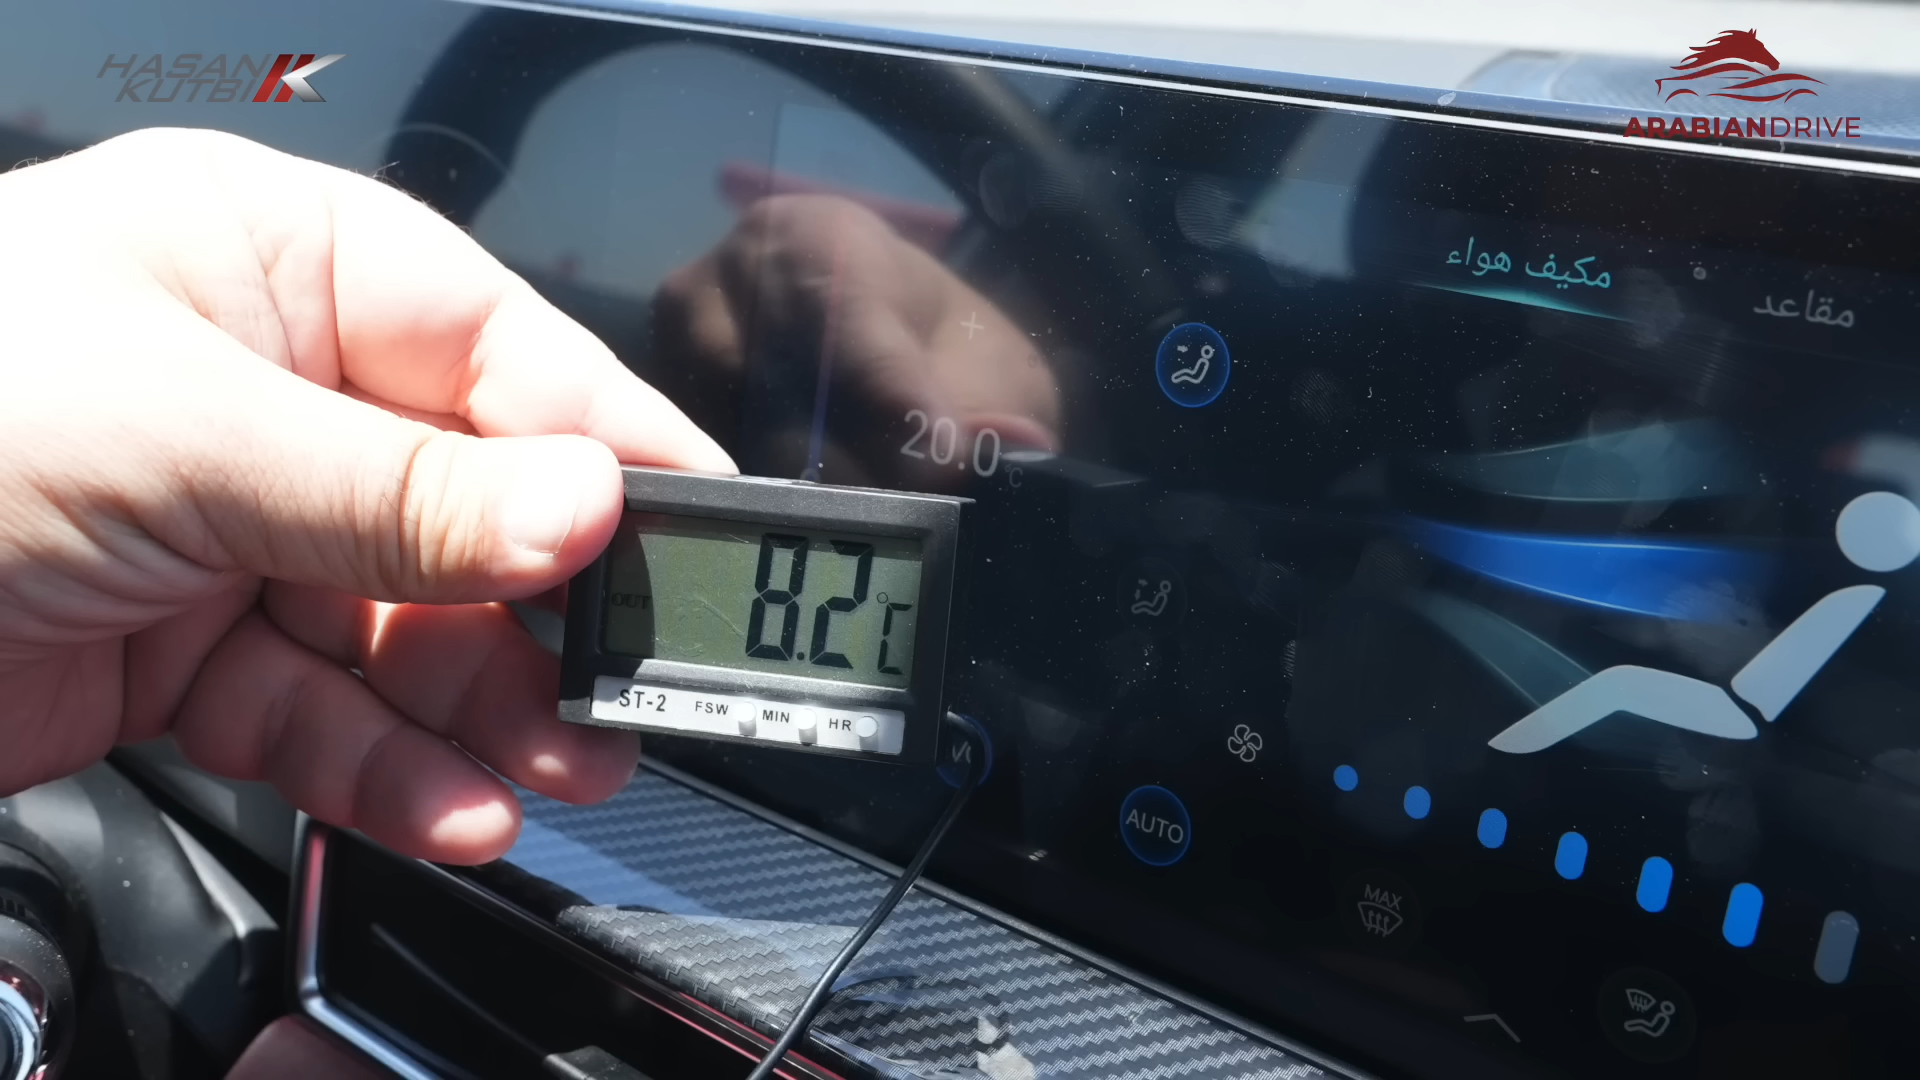 HASAN
KUTBI
ARABIANDRIVE
مكيف هواء
مقاعد
20.0°C
OUT
8.2°C
ST-2 FSW MIN HR
AUTO
MAX